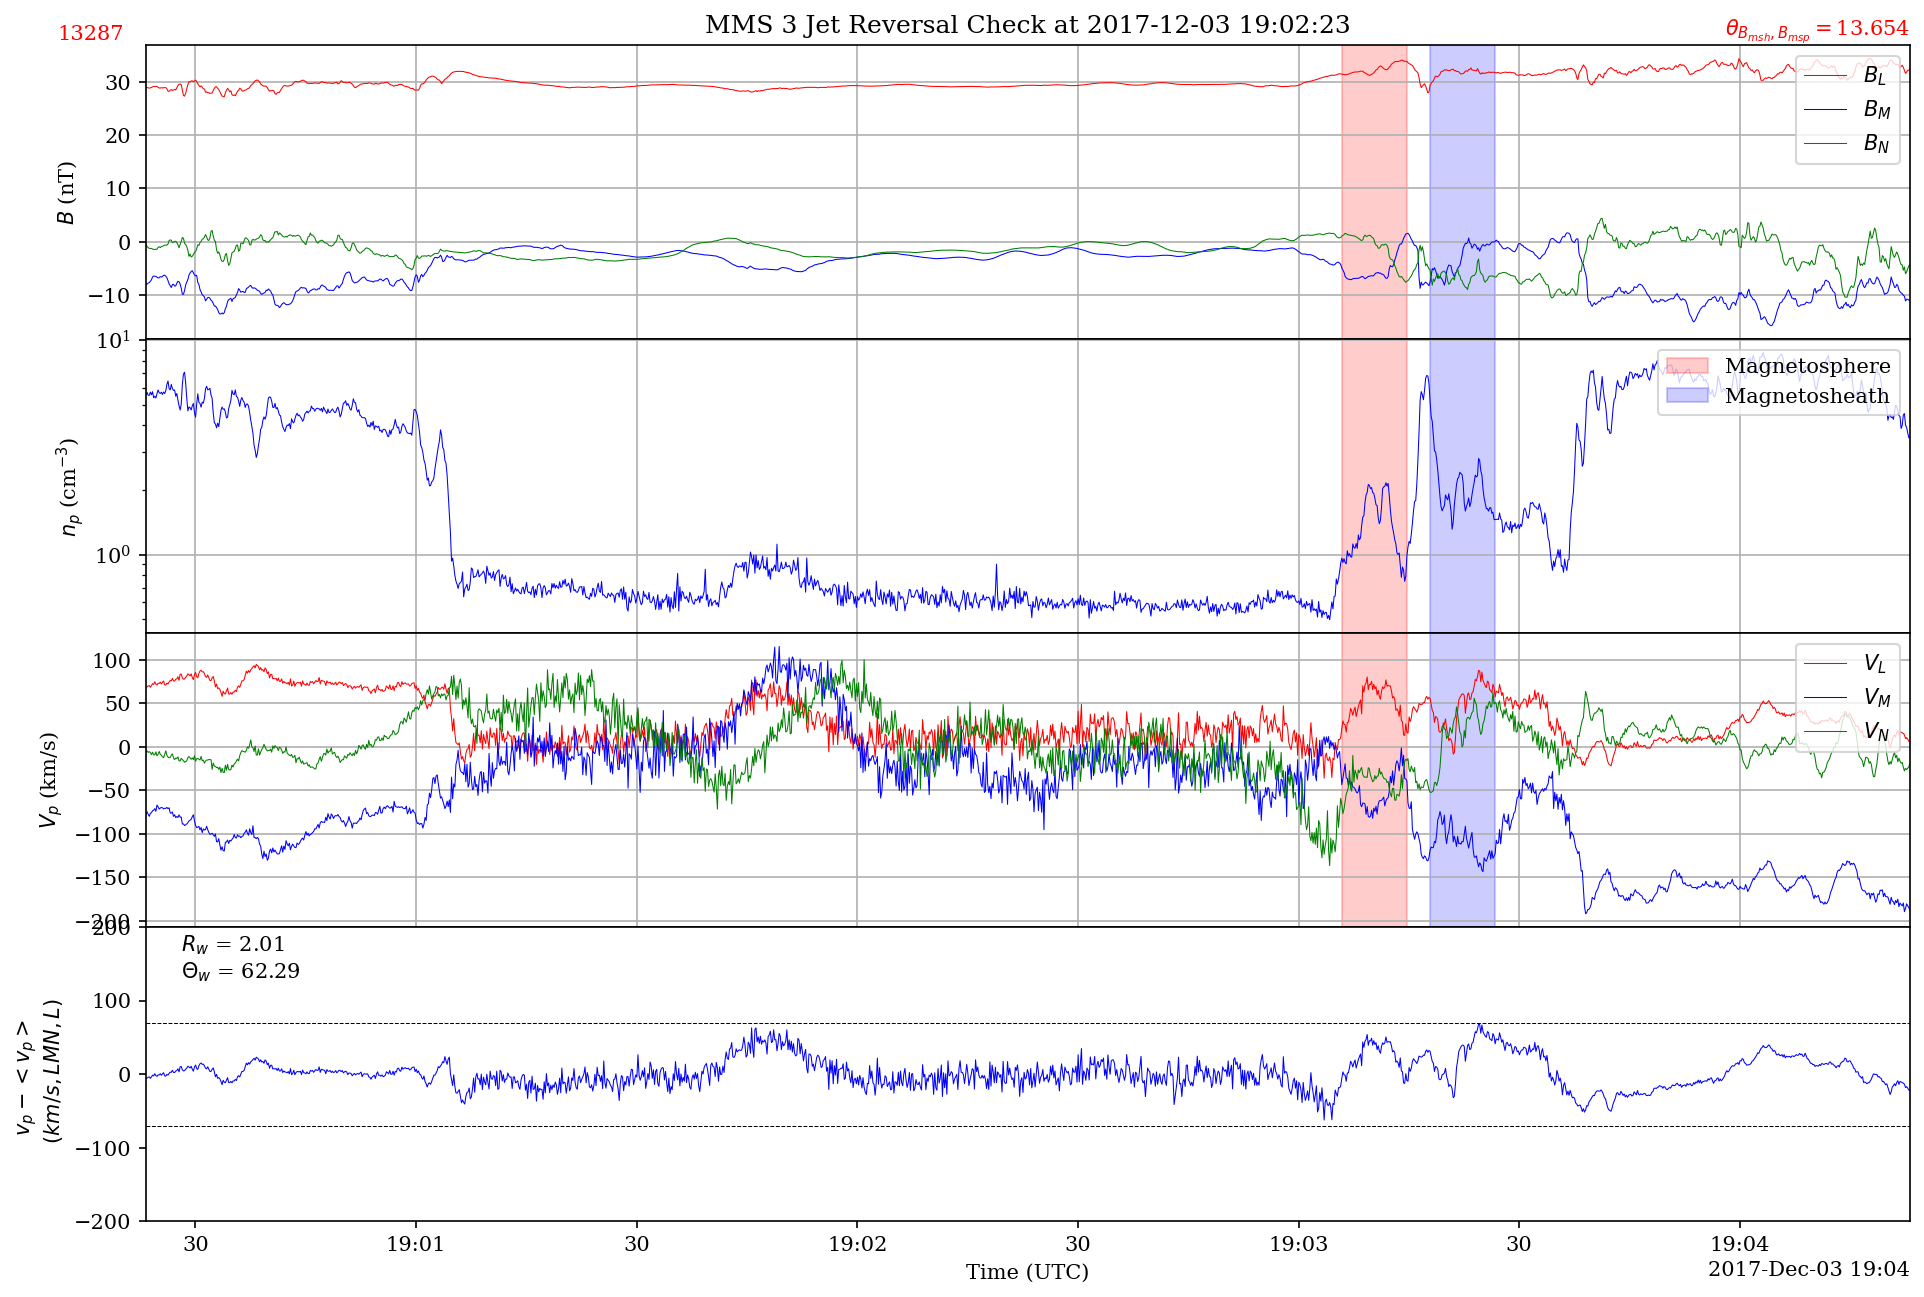 MMS 3 Jet Reversal Check at 2017-12-03 19:02:23
13287
θ_{B_{msh}, B_{msp}} = 13.654
B (nT)
30
20
10
0
−10
B_L
B_M
B_N
n_p (cm^{−3})
10^1
10^0
Magnetosphere
Magnetosheath
V_p (km/s)
100
50
0
−50
−100
−150
−200
V_L
V_M
V_N
v_p − < v_p >
(km/s, LMN, L)
200
100
0
−100
−200
R_w = 2.01
Θ_w = 62.29
30 19:01 30 19:02 30 19:03 30 19:04
Time (UTC)
2017-Dec-03 19:04